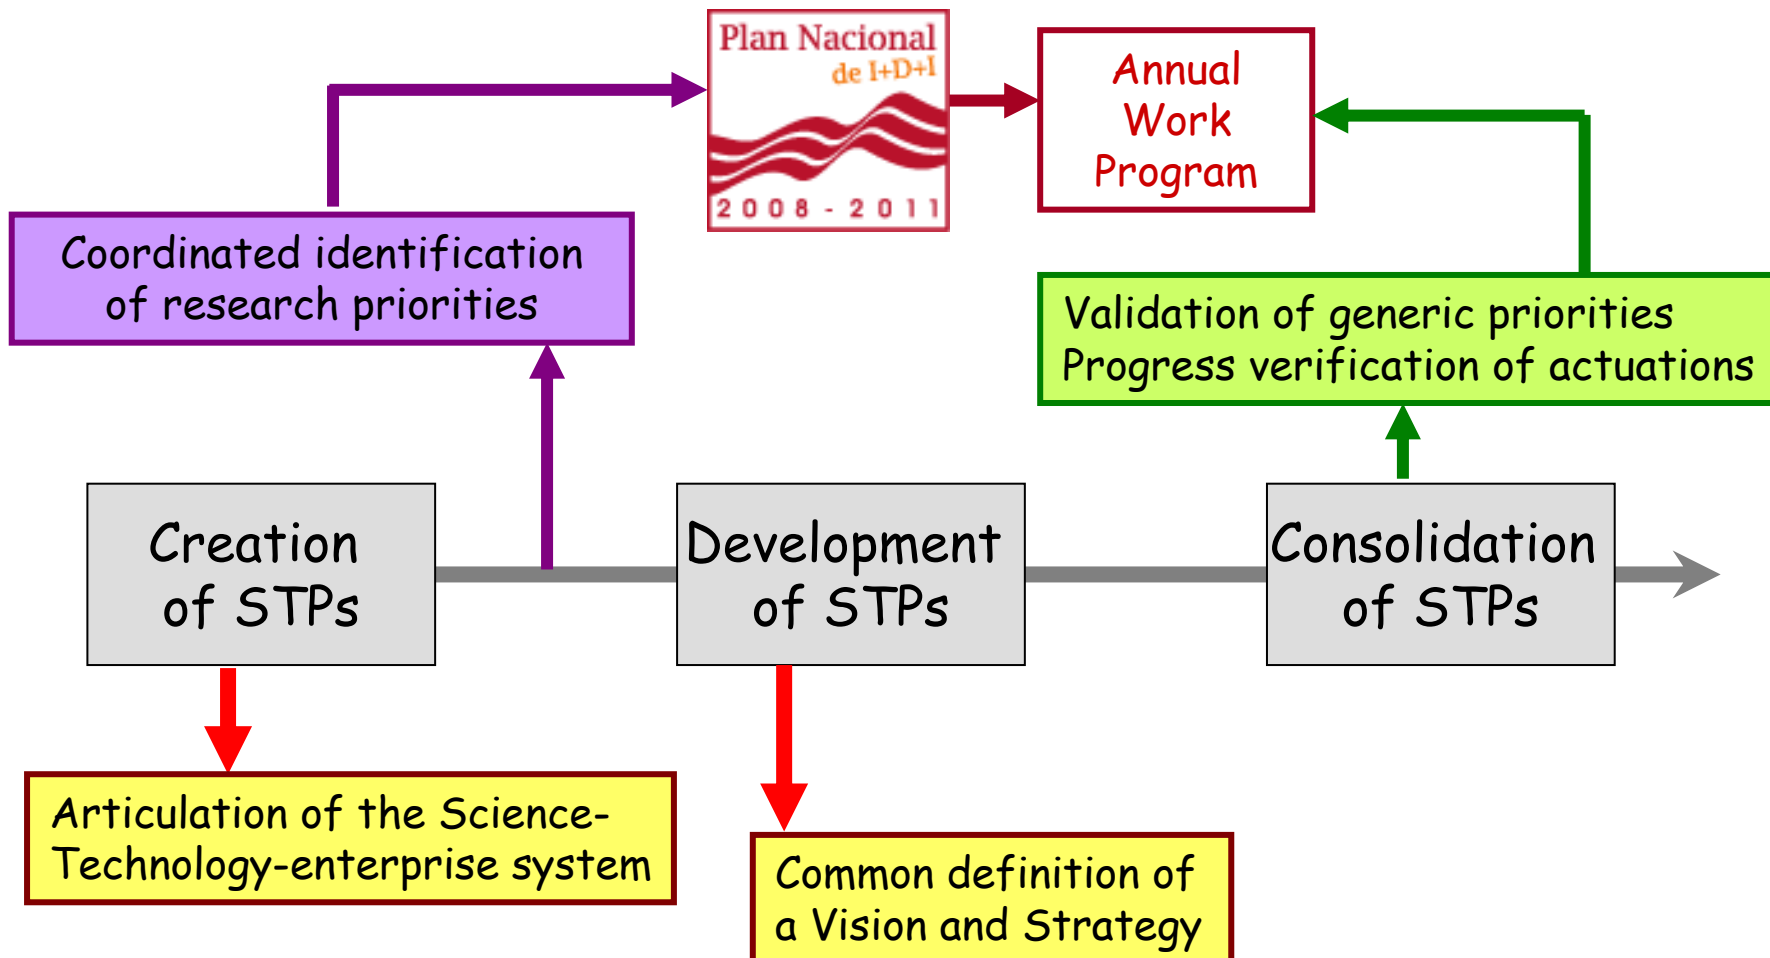 Plan Nacional
de I+D+I
2008-2011
Annual
Work
Program
Coordinated identification
of research priorities
Validation of generic priorities
Progress verification of actuations
Creation
of STPs
Development
of STPs
Consolidation
of STPs
Articulation of the Science-
Technology-enterprise system
Common definition of
a Vision and Strategy